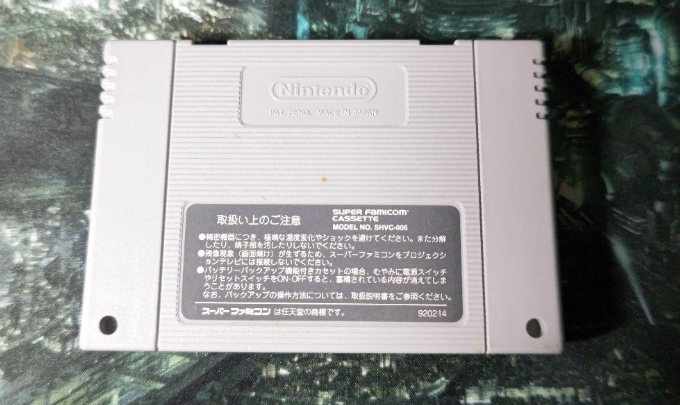 Nintendo
PAT. PEND. MADE IN JAPAN
取扱い上のご注意
SUPER FAMICOM
CASSETTE
MODEL NO. SHVC-006
●精密機器につき、極端な温度変化やショックを避けてください。また分解
したり、端子部を汚したりしないでください。
●残像現象（画面焼け）が生ずるため、スーパーファミコンをプロジェクシ
ョンテレビには接続しないでください。
●バッテリーバックアップ機能付きカセットの場合、むやみに電源スイッチ
やリセットスイッチをON・OFFすると、蓄積されている内容が消えてしま
うことがあります。
なお、バックアップの操作方法については、取扱説明書をご参照ください。
スーパーファミコン は任天堂の商標です。
920214